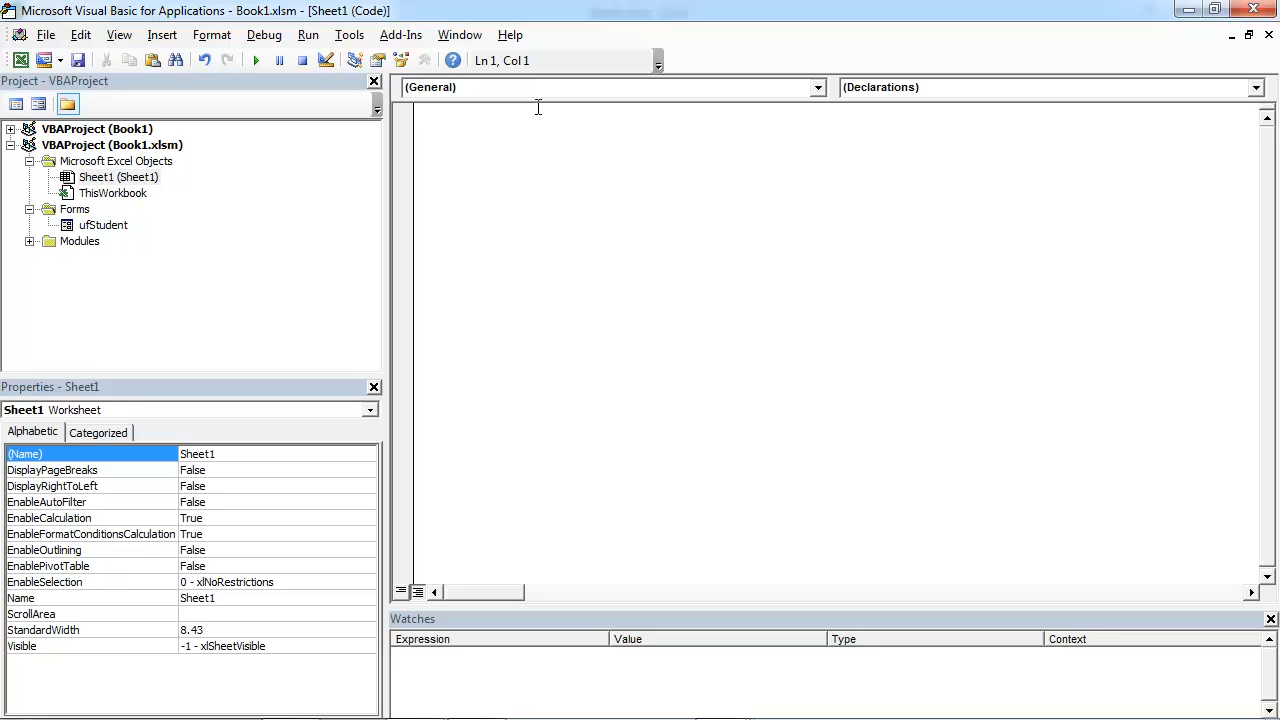 Microsoft Visual Basic for Applications - Book1.xlsm - [Sheet1 (Code)]
File Edit View Insert Format Debug Run Tools Add-Ins Window Help
Ln 1, Col 1
Project - VBAProject
(General) (Declarations)
VBAProject (Book1)
VBAProject (Book1.xlsm)
Microsoft Excel Objects
Sheet1 (Sheet1)
ThisWorkbook
Forms
ufStudent
Modules
Properties - Sheet1
Sheet1 Worksheet
Alphabetic Categorized
(Name) Sheet1
DisplayPageBreaks False
DisplayRightToLeft False
EnableAutoFilter False
EnableCalculation True
EnableFormatConditionsCalculation True
EnableOutlining False
EnablePivotTable False
EnableSelection 0 - xlNoRestrictions
Name Sheet1
ScrollArea
StandardWidth 8.43
Visible -1 - xlSheetVisible
Watches
Expression Value Type Context